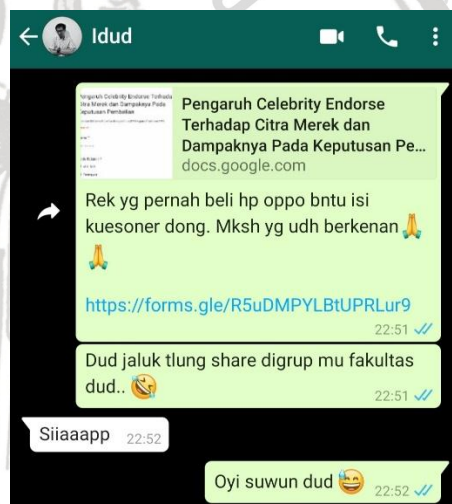 Idud
Pengaruh Celebrity Endorse
Terhadap Citra Merek dan
Dampaknya Pada Keputusan Pe...
docs.google.com
Rek yg pernah beli hp oppo bntu isi
kuesoner dong. Mksh yg udh berkenan🙏
🙏
https://forms.gle/R5uDMPYLBtUPRLur9
22:51
Dud jaluk tlung share digrup mu fakultas
dud.. 🤣
22:51
Siiaaapp 22:52
Oyi suwun dud 😅 22:52